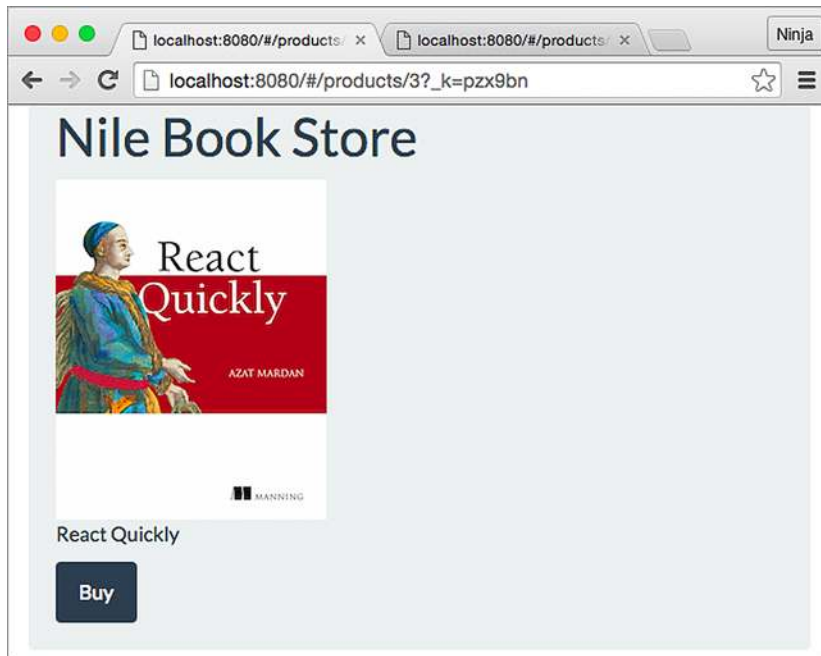 localhost:8080/#/products/
localhost:8080/#/products/
Ninja
localhost:8080/#/products/3?_k=pzx9bn
Nile Book Store
React
Quickly
AZAT MARDAN
MANNING
React Quickly
Buy